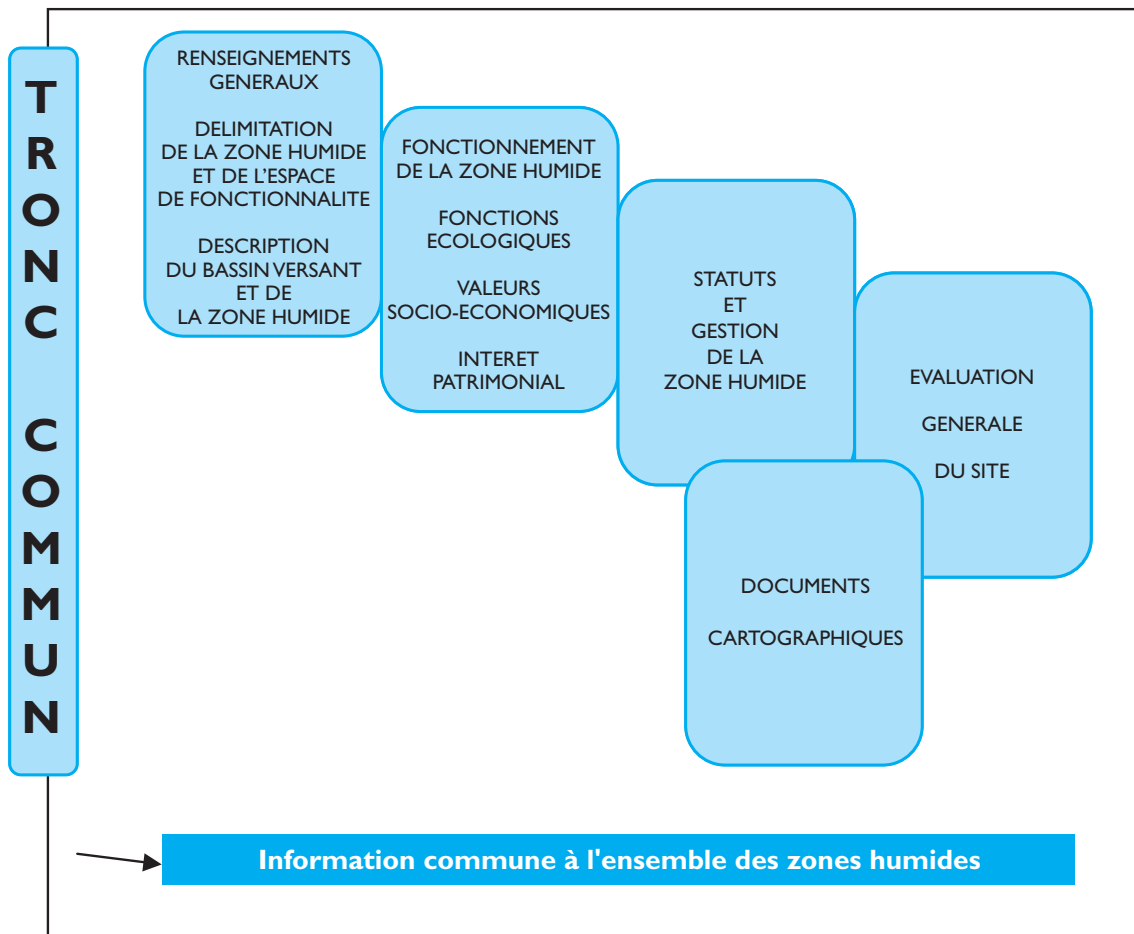 TRONC COMMUN
RENSEIGNEMENTS
GENERAUX
DELIMITATION
DE LA ZONE HUMIDE
ET DE L'ESPACE
DE FONCTIONNALITE
DESCRIPTION
DU BASSIN VERSANT
ET DE
LA ZONE HUMIDE
FONCTIONNEMENT
DE LA ZONE HUMIDE
FONCTIONS
ECOLOGIQUES
VALEURS
SOCIO-ECONOMIQUES
INTERET
PATRIMONIAL
STATUTS
ET
GESTION
DE LA
ZONE HUMIDE
EVALUATION
GENERALE
DU SITE
DOCUMENTS
CARTOGRAPHIQUES
Information commune à l'ensemble des zones humides